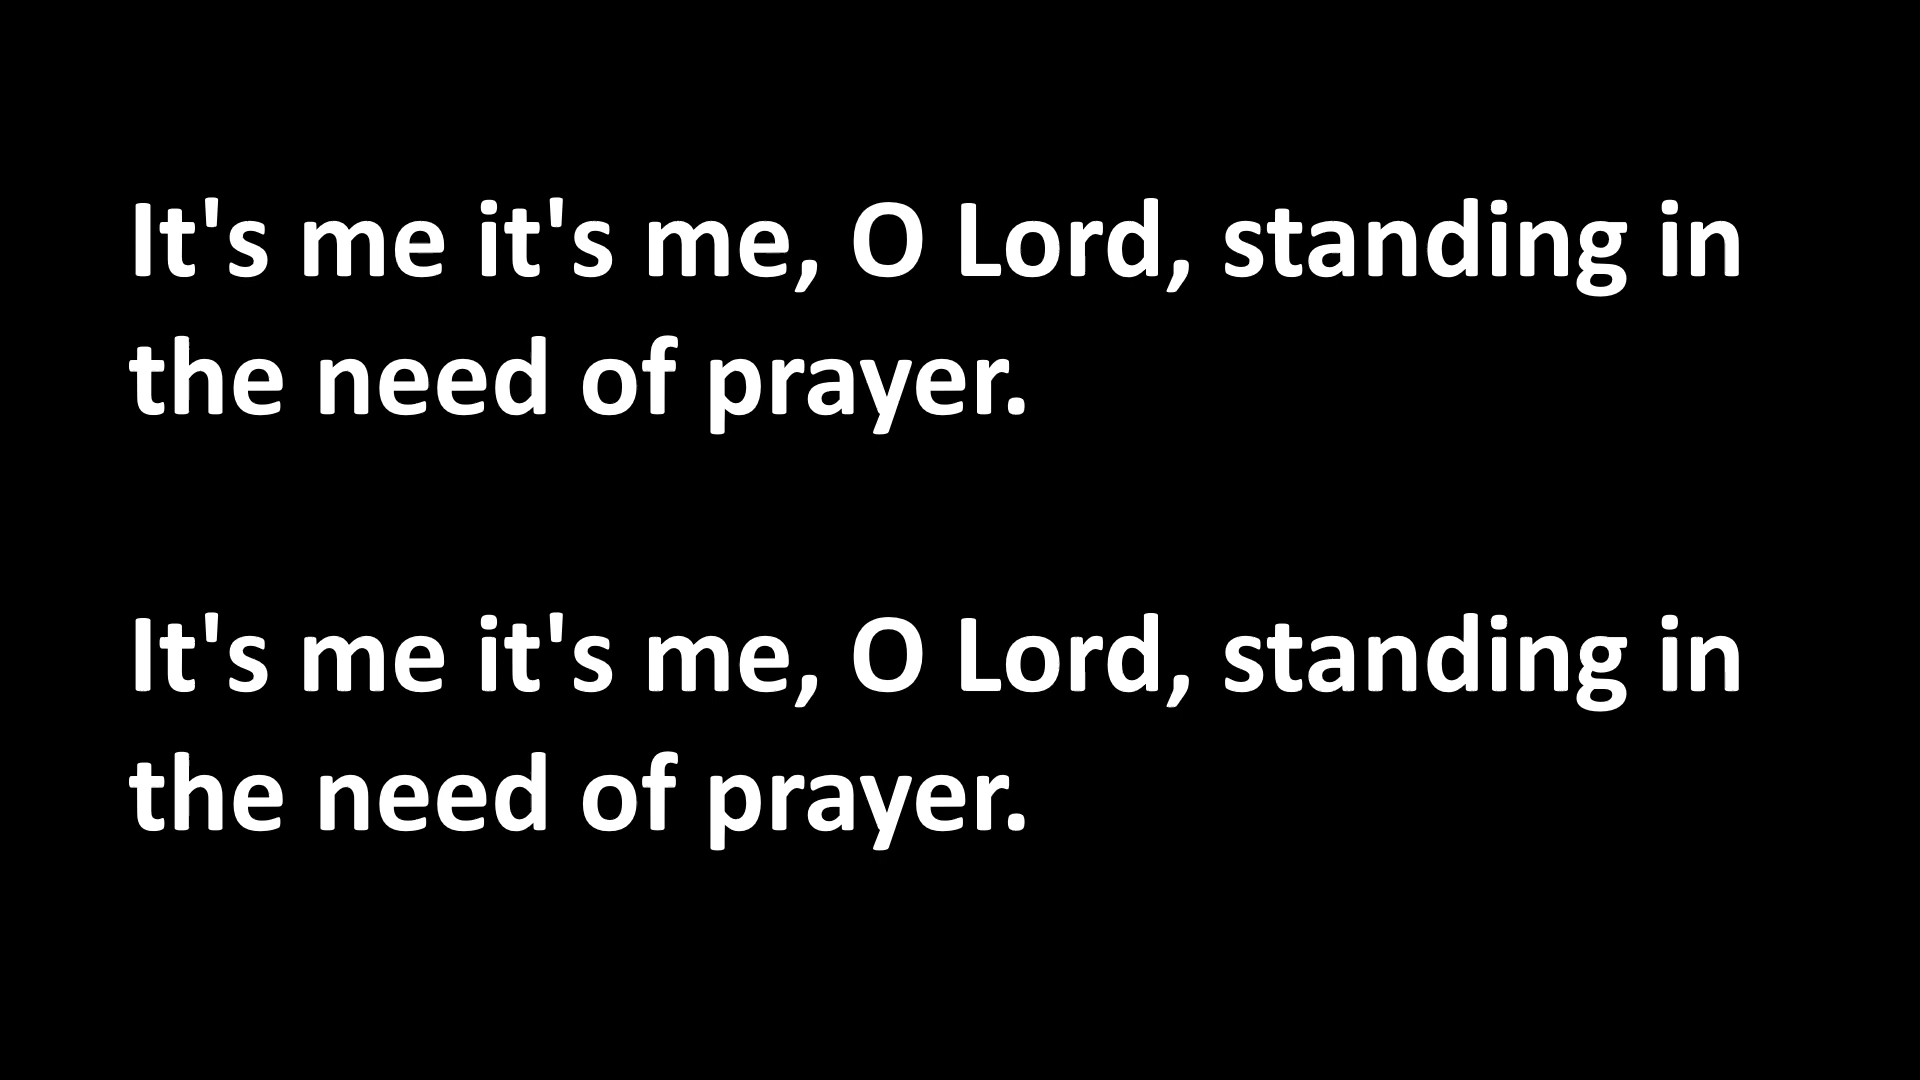 It's me it's me, O Lord, standing in
the need of prayer.
It's me it's me, O Lord, standing in
the need of prayer.